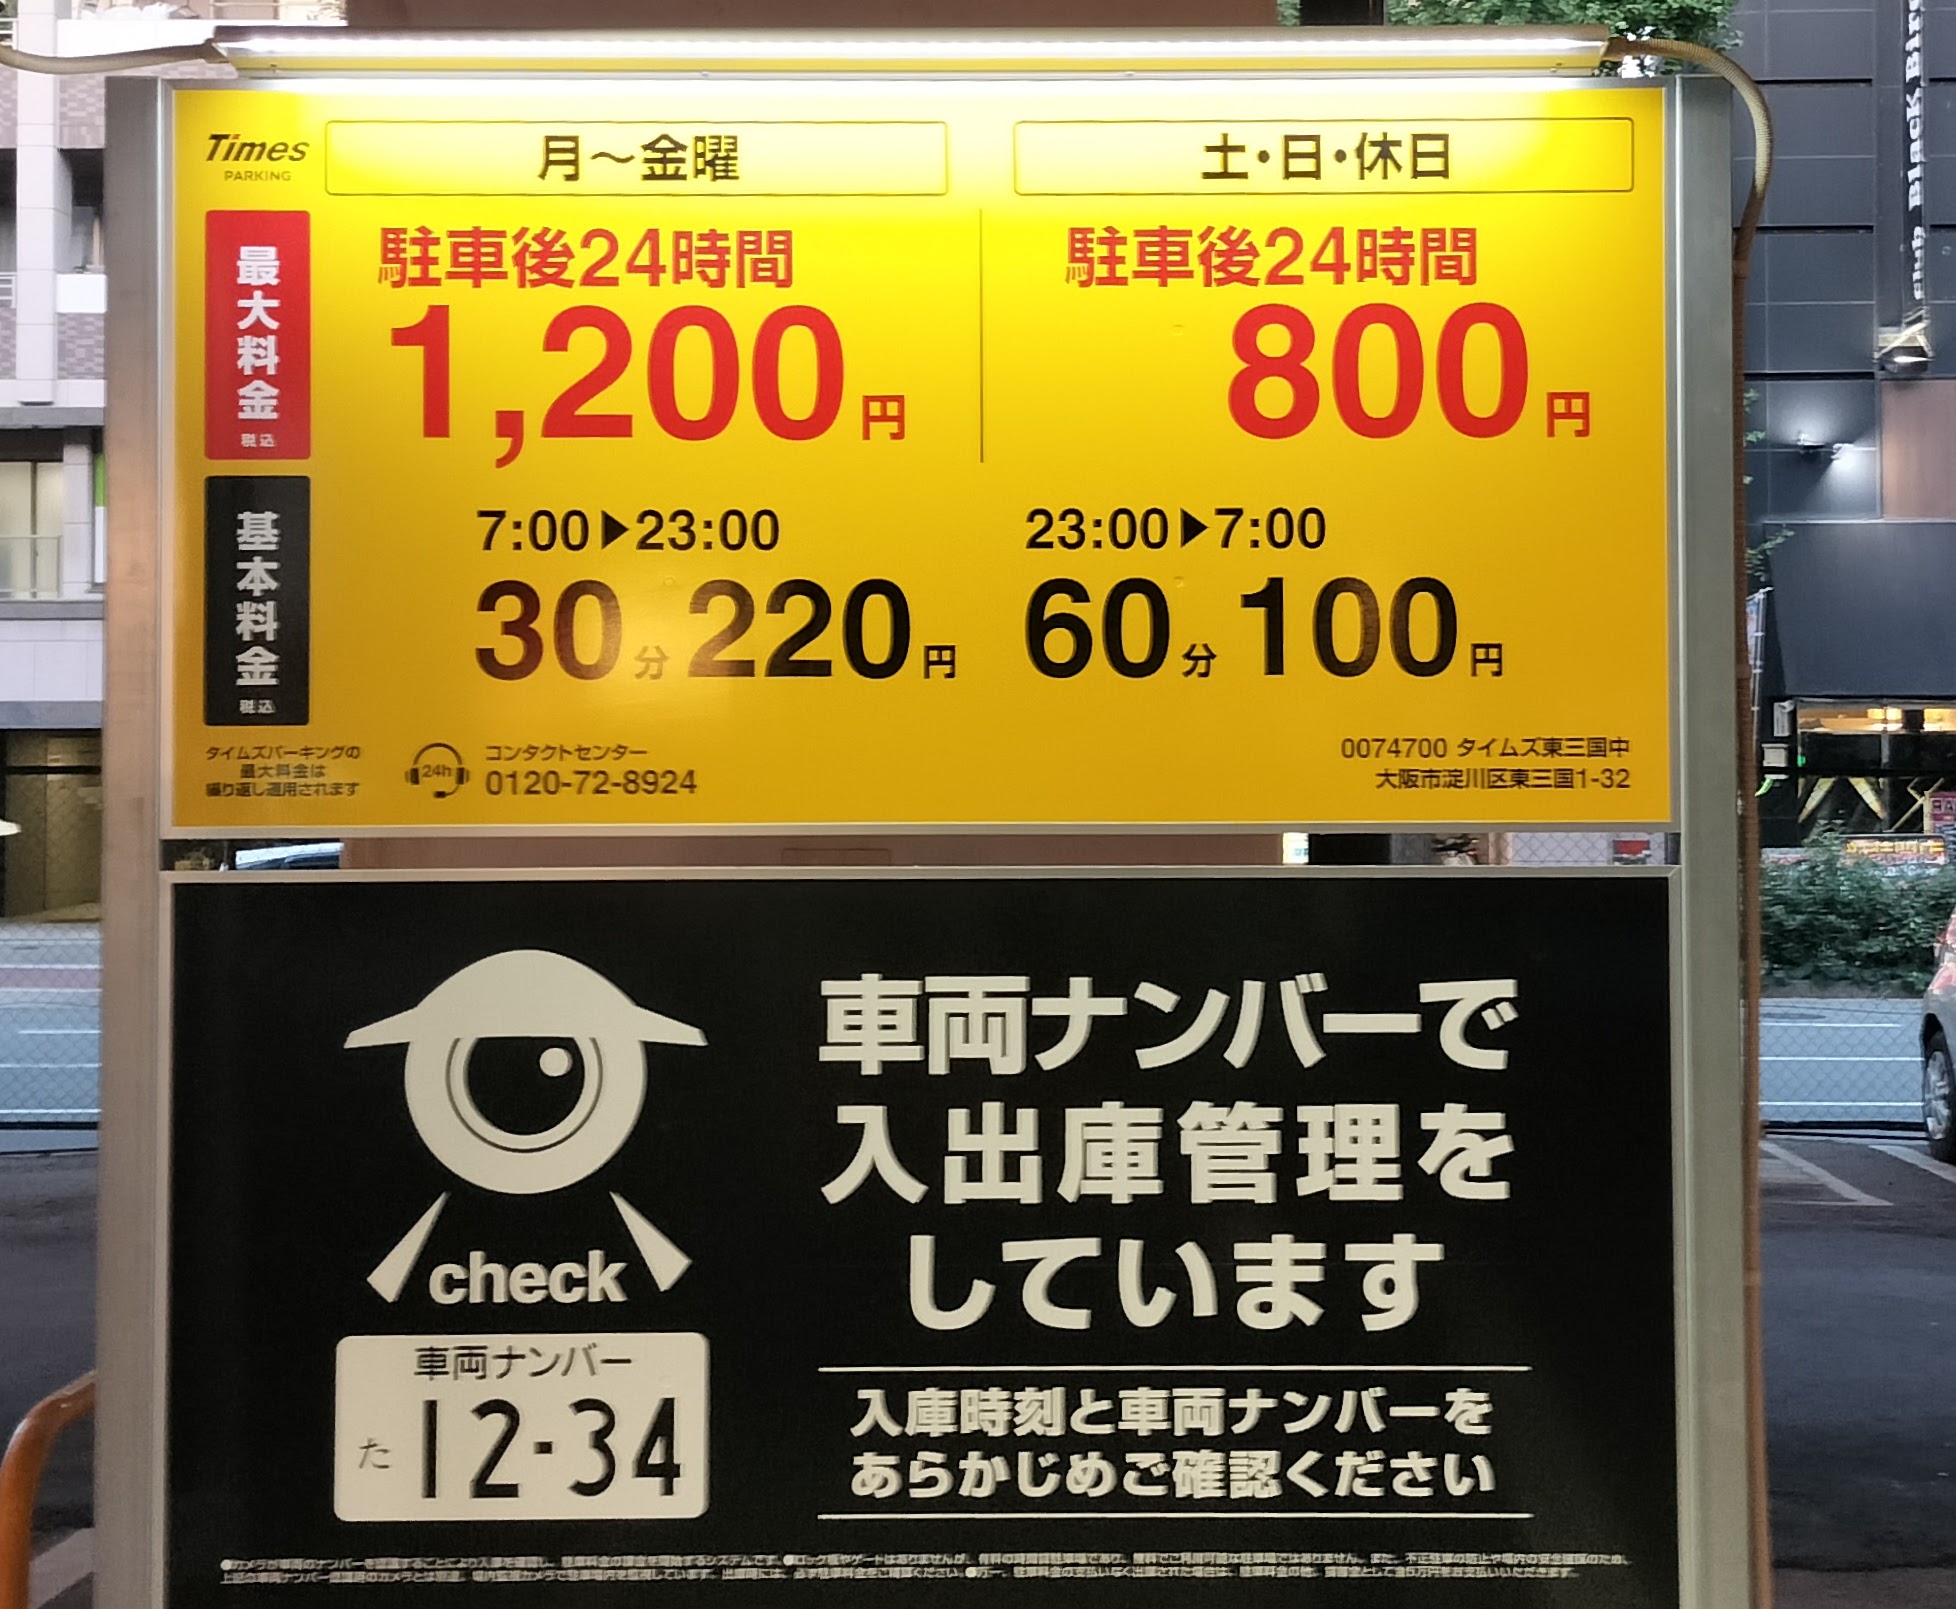 Times
PARKING
月～金曜
土・日・休日
最大料金
税込
駐車後24時間
1,200円
駐車後24時間
800円
基本料金
税込
7:00▶23:00
30分 220円
23:00▶7:00
60分 100円
タイムズパーキングの
最大料金は
繰り返し適用されます
24h
コンタクトセンター
0120-72-8924
0074700 タイムズ東三国中
大阪市淀川区東三国1-32
check
車両ナンバー
た 12-34
車両ナンバーで
入出庫管理を
しています
入庫時刻と車両ナンバーを
あらかじめご確認ください
Black